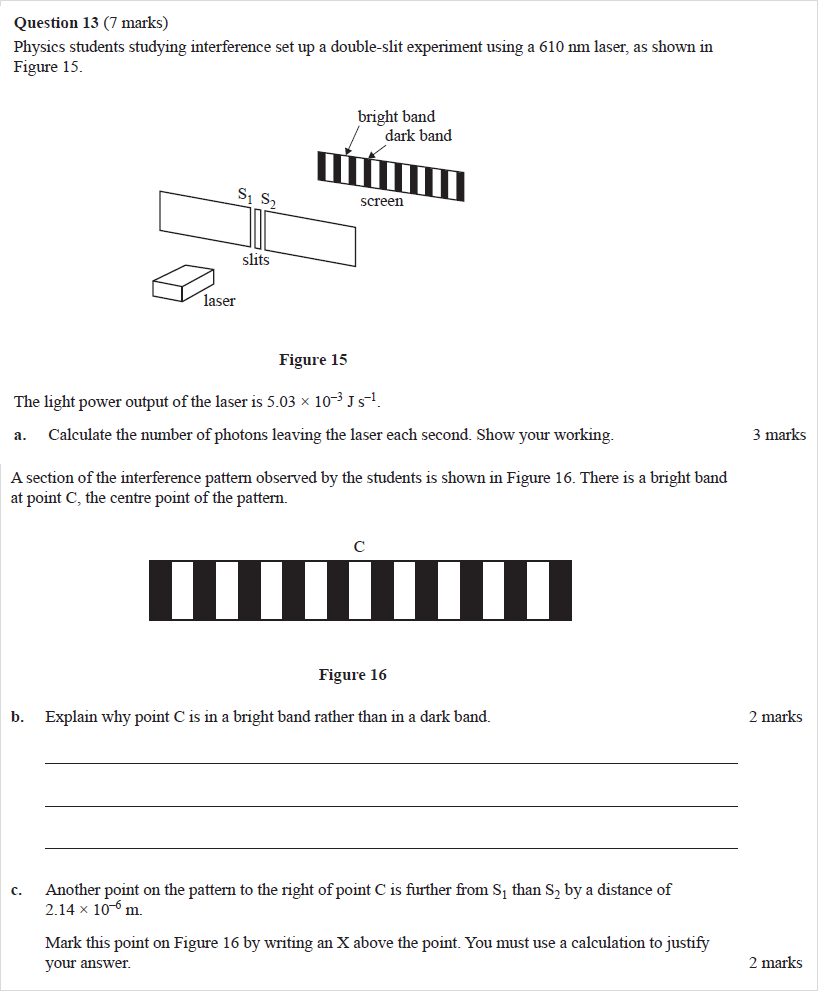 Question 13 (7 marks)
Physics students studying interference set up a double-slit experiment using a 610 nm laser, as shown in
Figure 15.
bright band
dark band
S₁ S₂
screen
slits
laser
Figure 15
The light power output of the laser is 5.03 × 10⁻³ J s⁻¹.
a. Calculate the number of photons leaving the laser each second. Show your working. 3 marks
A section of the interference pattern observed by the students is shown in Figure 16. There is a bright band
at point C, the centre point of the pattern.
C
Figure 16
b. Explain why point C is in a bright band rather than in a dark band. 2 marks
c. Another point on the pattern to the right of point C is further from S₁ than S₂ by a distance of
2.14 × 10⁻⁶ m.
Mark this point on Figure 16 by writing an X above the point. You must use a calculation to justify
your answer. 2 marks